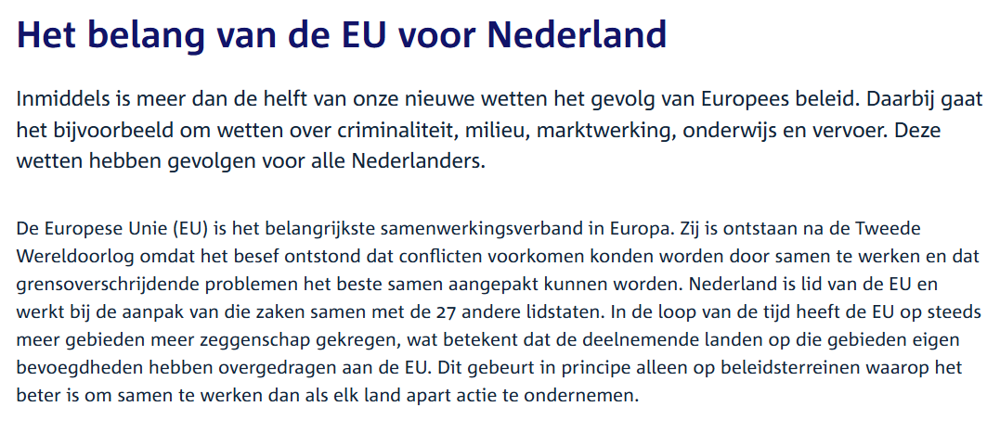 Het belang van de EU voor Nederland
Inmiddels is meer dan de helft van onze nieuwe wetten het gevolg van Europees beleid. Daarbij gaat
het bijvoorbeeld om wetten over criminaliteit, milieu, marktwerking, onderwijs en vervoer. Deze
wetten hebben gevolgen voor alle Nederlanders.
De Europese Unie (EU) is het belangrijkste samenwerkingsverband in Europa. Zij is ontstaan na de Tweede
Wereldoorlog omdat het besef ontstond dat conflicten voorkomen konden worden door samen te werken en dat
grensoverschrijdende problemen het beste samen aangepakt kunnen worden. Nederland is lid van de EU en
werkt bij de aanpak van die zaken samen met de 27 andere lidstaten. In de loop van de tijd heeft de EU op steeds
meer gebieden meer zeggenschap gekregen, wat betekent dat de deelnemende landen op die gebieden eigen
bevoegdheden hebben overgedragen aan de EU. Dit gebeurt in principe alleen op beleidsterreinen waarop het
beter is om samen te werken dan als elk land apart actie te ondernemen.